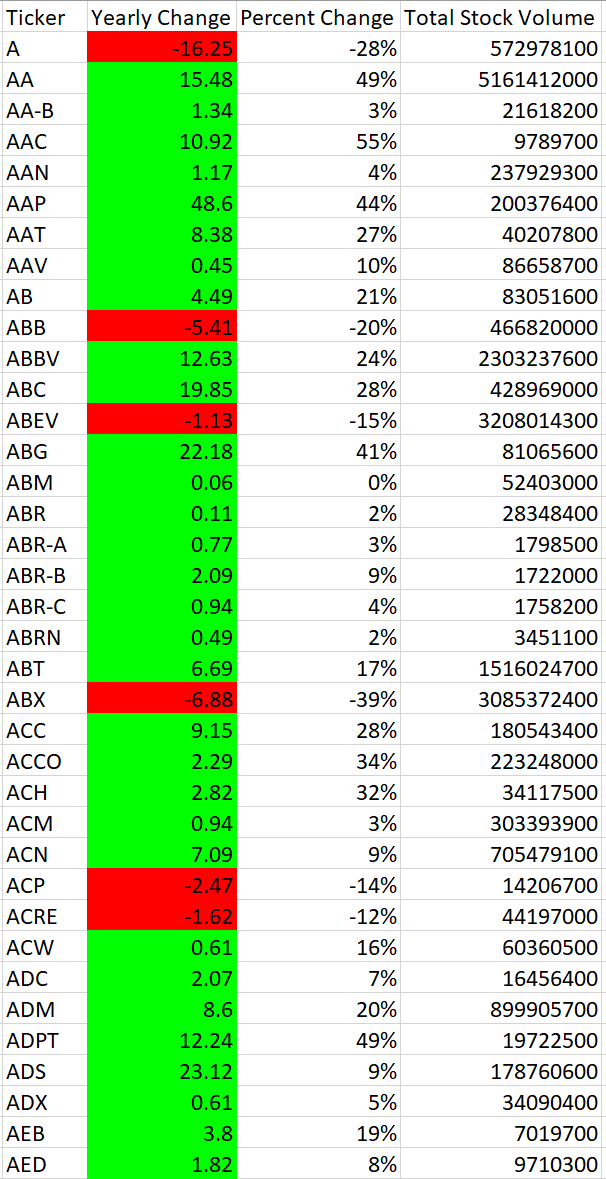 Ticker Yearly Change Percent Change Total Stock Volume
A -16.25 -28% 572978100
AA 15.48 49% 5161412000
AA-B 1.34 3% 21618200
AAC 10.92 55% 9789700
AAN 1.17 4% 237929300
AAP 48.6 44% 200376400
AAT 8.38 27% 40207800
AAV 0.45 10% 86658700
AB 4.49 21% 83051600
ABB -5.41 -20% 466820000
ABBV 12.63 24% 2303237600
ABC 19.85 28% 428969000
ABEV -1.13 -15% 3208014300
ABG 22.18 41% 81065600
ABM 0.06 0% 52403000
ABR 0.11 2% 28348400
ABR-A 0.77 3% 1798500
ABR-B 2.09 9% 1722000
ABR-C 0.94 4% 1758200
ABRN 0.49 2% 3451100
ABT 6.69 17% 1516024700
ABX -6.88 -39% 3085372400
ACC 9.15 28% 180543400
ACCO 2.29 34% 223248000
ACH 2.82 32% 34117500
ACM 0.94 3% 303393900
ACN 7.09 9% 705479100
ACP -2.47 -14% 14206700
ACRE -1.62 -12% 44197000
ACW 0.61 16% 60360500
ADC 2.07 7% 16456400
ADM 8.6 20% 899905700
ADPT 12.24 49% 19722500
ADS 23.12 9% 178760600
ADX 0.61 5% 34090400
AEB 3.8 19% 7019700
AED 1.82 8% 9710300